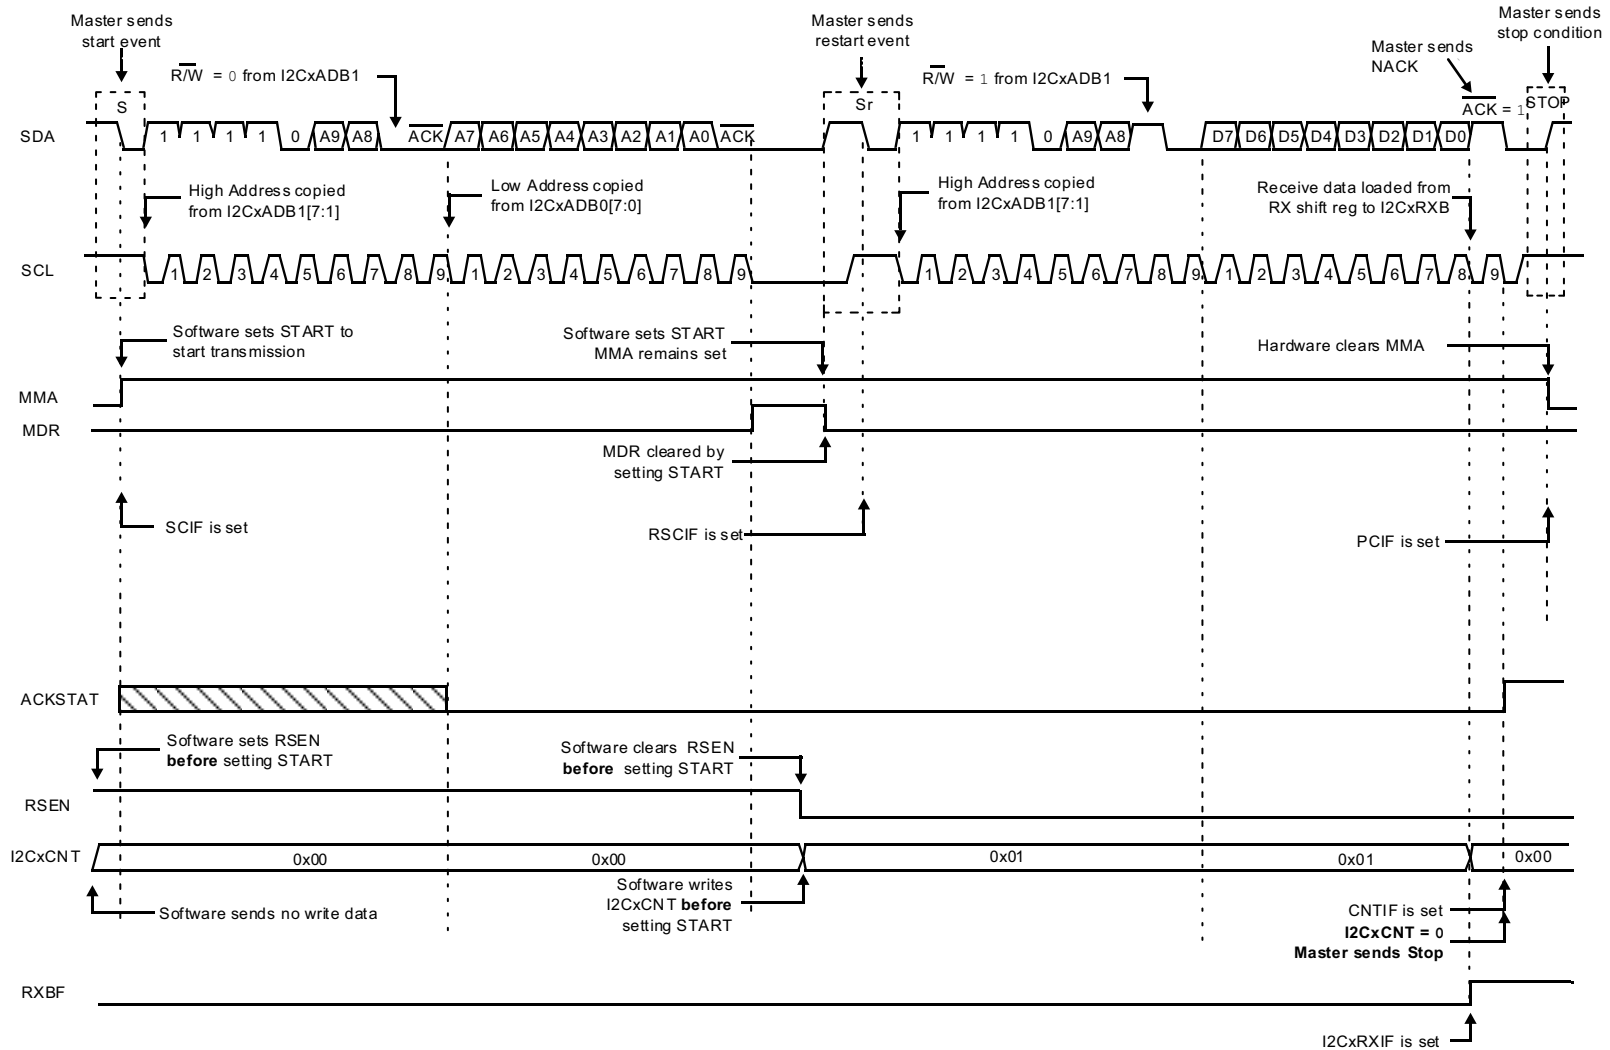 Master sends
start event
Master sends
restart event
Master sends
stop condition
Master sends
NACK
R/W = 0 from I2CxADB1
R/W = 1 from I2CxADB1
S
Sr
ACK = 1
STOP
SDA
1 1 1 1 0 A9 A8 ACK A7 A6 A5 A4 A3 A2 A1 A0 ACK 1 1 1 1 0 A9 A8 D7 D6 D5 D4 D3 D2 D1 D0
High Address copied
from I2CxADB1[7:1]
Low Address copied
from I2CxADB0[7:0]
High Address copied
from I2CxADB1[7:1]
Receive data loaded from
RX shift reg to I2CxRXB
SCL
1 2 3 4 5 6 7 8 9 1 2 3 4 5 6 7 8 9 1 2 3 4 5 6 7 8 9 1 2 3 4 5 6 7 8 9
Software sets START to
start transmission
Software sets START
MMA remains set
Hardware clears MMA
MMA
MDR
MDR cleared by
setting START
SCIF is set
RSCIF is set
PCIF is set
ACKSTAT
Software sets RSEN
before setting START
Software clears RSEN
before setting START
RSEN
I2CxCNT
0x00 0x00 0x01 0x01 0x00
Software sends no write data
Software writes
I2CxCNT before
setting START
CNTIF is set
I2CxCNT = 0
Master sends Stop
RXBF
I2CxRXIF is set